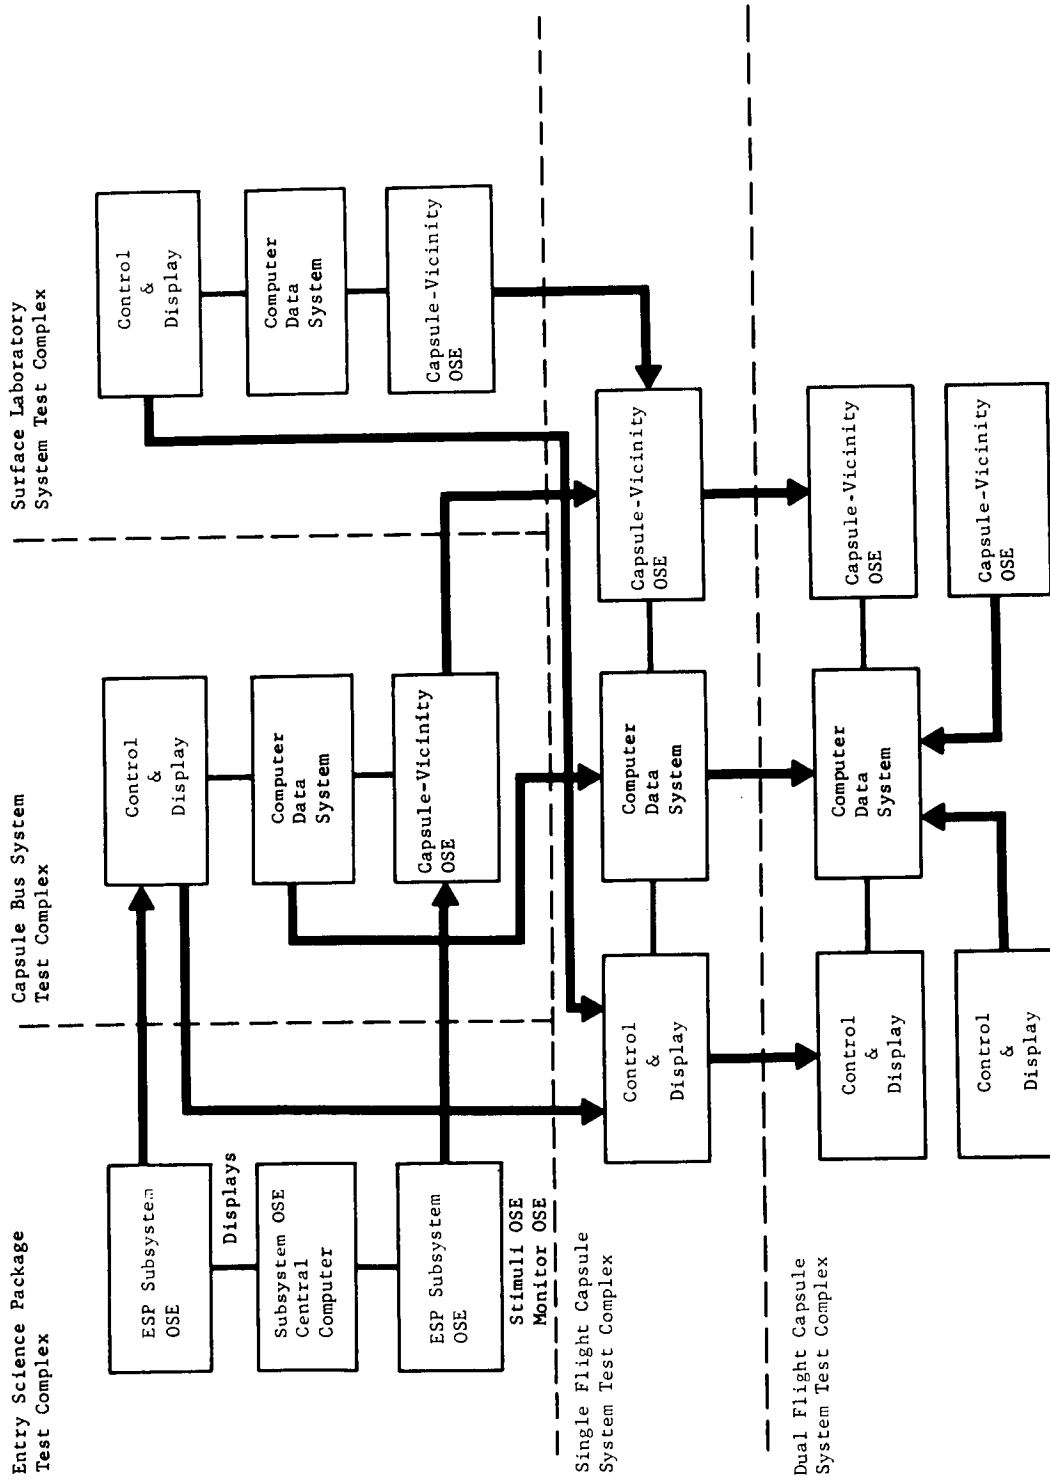 Entry Science Package
Test Complex
ESP Subsystem
OSE
Displays
Subsystem OSE
Central
Computer
ESP Subsystem
OSE
Stimuli OSE
Monitor OSE
Capsule Bus System
Test Complex
Control
&
Display
Computer
Data
System
Capsule-Vicinity
OSE
Surface Laboratory
System Test Complex
Control
&
Display
Computer
Data
System
Capsule-Vicinity
OSE
Single Flight Capsule
System Test Complex
Control
&
Display
Computer
Data
System
Capsule-Vicinity
OSE
Dual Flight Capsule
System Test Complex
Control
&
Display
Computer
Data
System
Capsule-Vicinity
OSE
Control
&
Display
Capsule-Vicinity
OSE